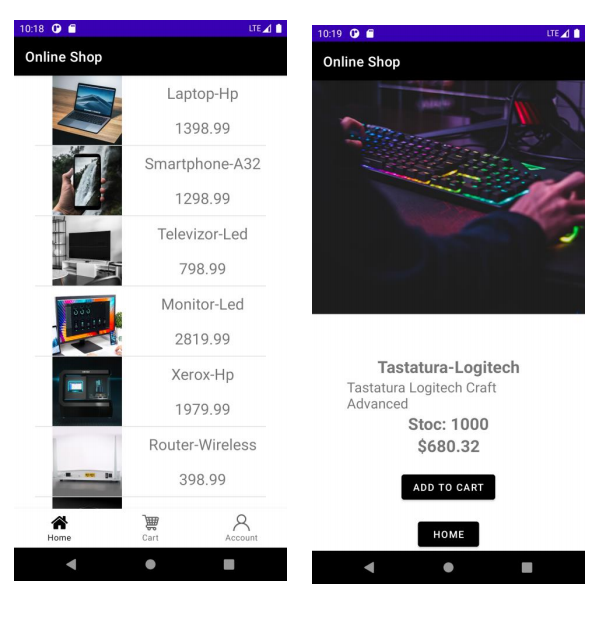 10:18
LTE
Online Shop
Laptop-Hp
1398.99
Smartphone-A32
1298.99
Televizor-Led
798.99
Monitor-Led
2819.99
Xerox-Hp
1979.99
Router-Wireless
398.99
Home
Cart
Account
10:19
LTE
Online Shop
Tastatura-Logitech
Tastatura Logitech Craft
Advanced
Stoc: 1000
$680.32
ADD TO CART
HOME